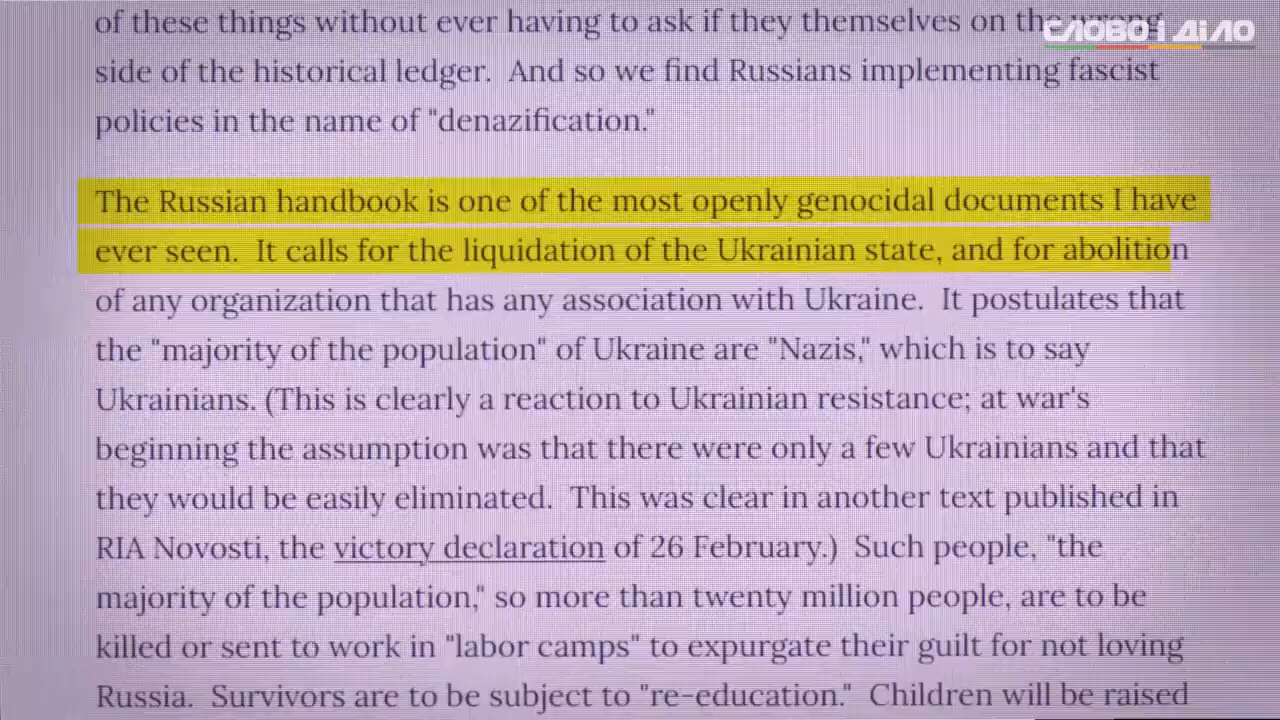 of these things without ever having to ask if they themselves on the wrong
СЛОВО І ДІЛО
side of the historical ledger.  And so we find Russians implementing fascist
policies in the name of "denazification."
The Russian handbook is one of the most openly genocidal documents I have
ever seen.  It calls for the liquidation of the Ukrainian state, and for abolition
of any organization that has any association with Ukraine.  It postulates that
the "majority of the population" of Ukraine are "Nazis," which is to say
Ukrainians. (This is clearly a reaction to Ukrainian resistance; at war's
beginning the assumption was that there were only a few Ukrainians and that
they would be easily eliminated.  This was clear in another text published in
RIA Novosti, the victory declaration of 26 February.)  Such people, "the
majority of the population," so more than twenty million people, are to be
killed or sent to work in "labor camps" to expurgate their guilt for not loving
Russia.  Survivors are to be subject to "re-education."  Children will be raised